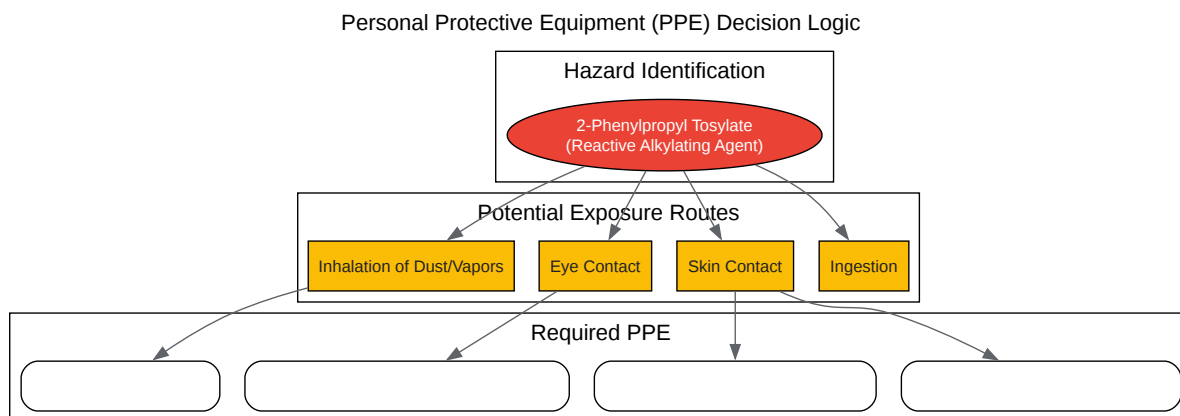 Personal Protective Equipment (PPE) Decision Logic
Hazard Identification
2-Phenylpropyl Tosylate
(Reactive Alkylating Agent)
Potential Exposure Routes
Inhalation of Dust/Vapors
Eye Contact
Skin Contact
Ingestion
Required PPE